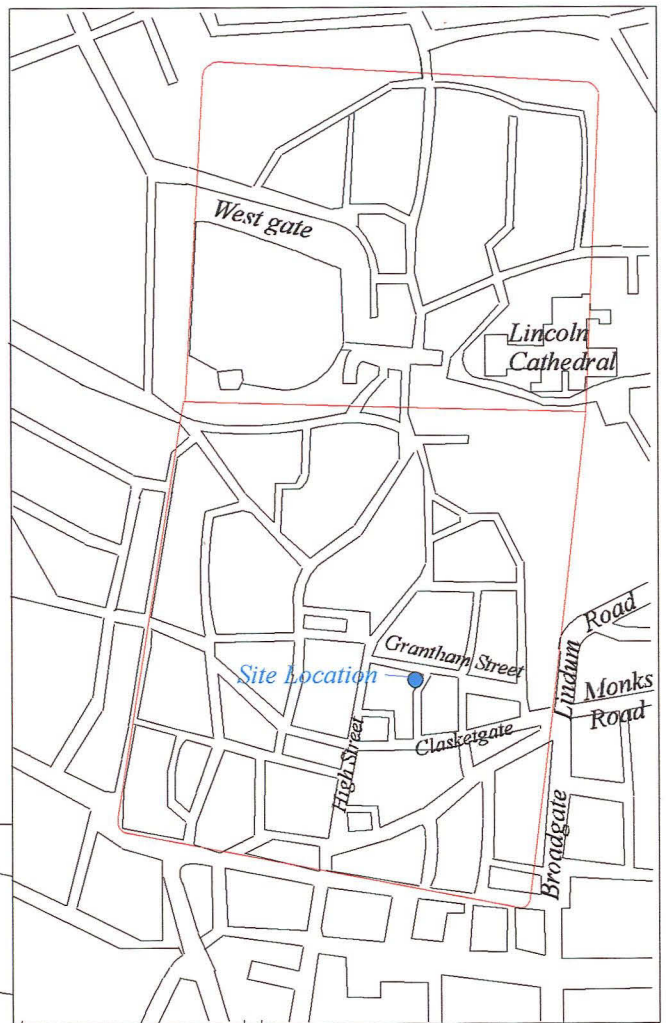 West gate
Lincoln
Cathedral
Grantham Street
Site Location
Lindum Road
Monks
Road
Clasketgate
High Street
Broadgate